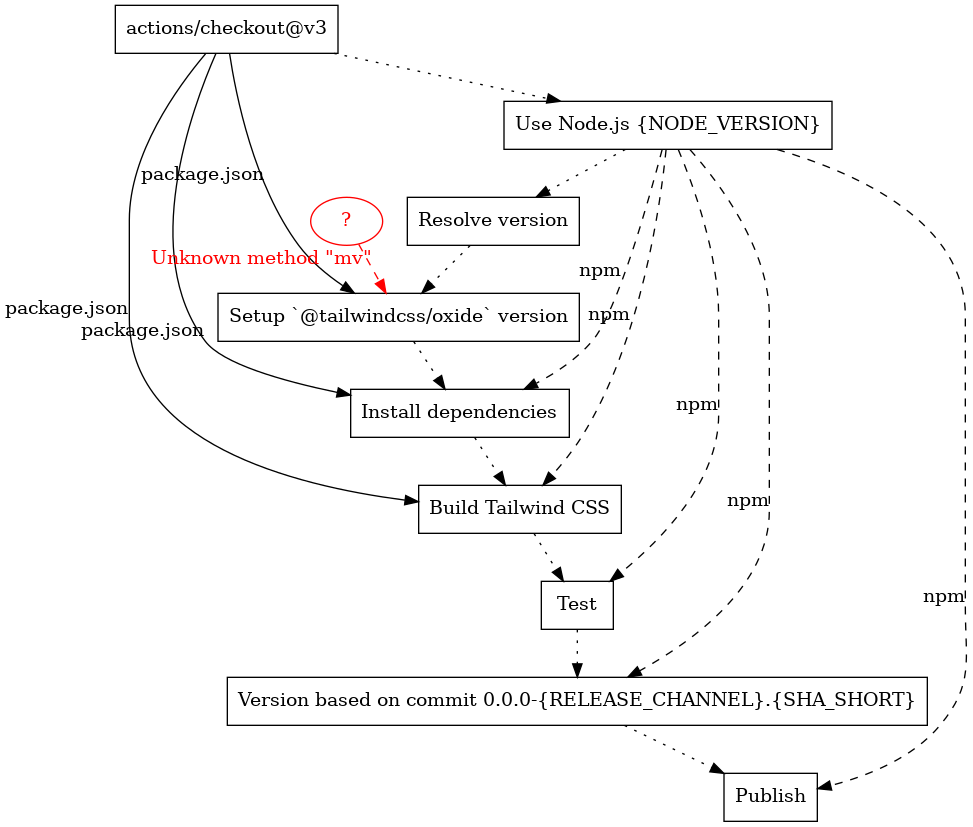 actions/checkout@v3
Use Node.js {NODE_VERSION}
package.json
?
Resolve version
Unknown method "mv"
npm
package.json
Setup `@tailwindcss/oxide` version
npm
package.json
Install dependencies
npm
Build Tailwind CSS
npm
Test
npm
Version based on commit 0.0.0-{RELEASE_CHANNEL}.{SHA_SHORT}
Publish